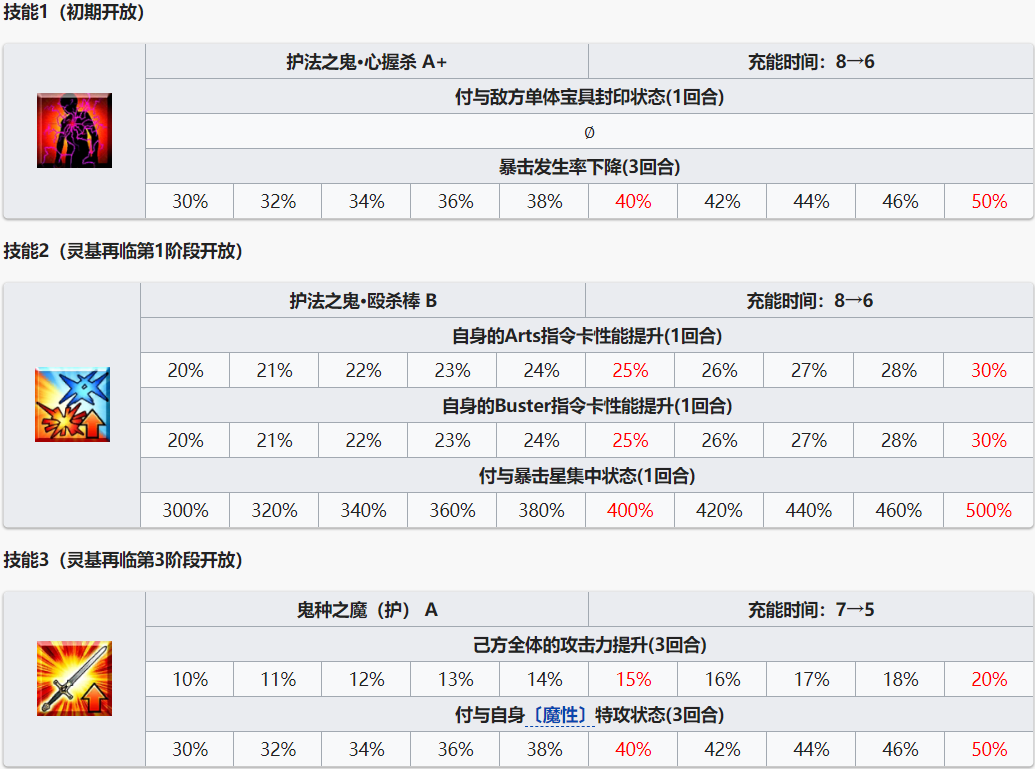 技能1（初期开放）
护法之鬼•心握杀 A+ 充能时间：8→6
付与敌方单体宝具封印状态(1回合)
∅
暴击发生率下降(3回合)
30% 32% 34% 36% 38% 40% 42% 44% 46% 50%
技能2（灵基再临第1阶段开放）
护法之鬼•殴杀棒 B 充能时间：8→6
自身的Arts指令卡性能提升(1回合)
20% 21% 22% 23% 24% 25% 26% 27% 28% 30%
自身的Buster指令卡性能提升(1回合)
20% 21% 22% 23% 24% 25% 26% 27% 28% 30%
付与暴击星集中状态(1回合)
300% 320% 340% 360% 380% 400% 420% 440% 460% 500%
技能3（灵基再临第3阶段开放）
鬼种之魔（护） A 充能时间：7→5
己方全体的攻击力提升(3回合)
10% 11% 12% 13% 14% 15% 16% 17% 18% 20%
付与自身〔魔性〕特攻状态(3回合)
30% 32% 34% 36% 38% 40% 42% 44% 46% 50%